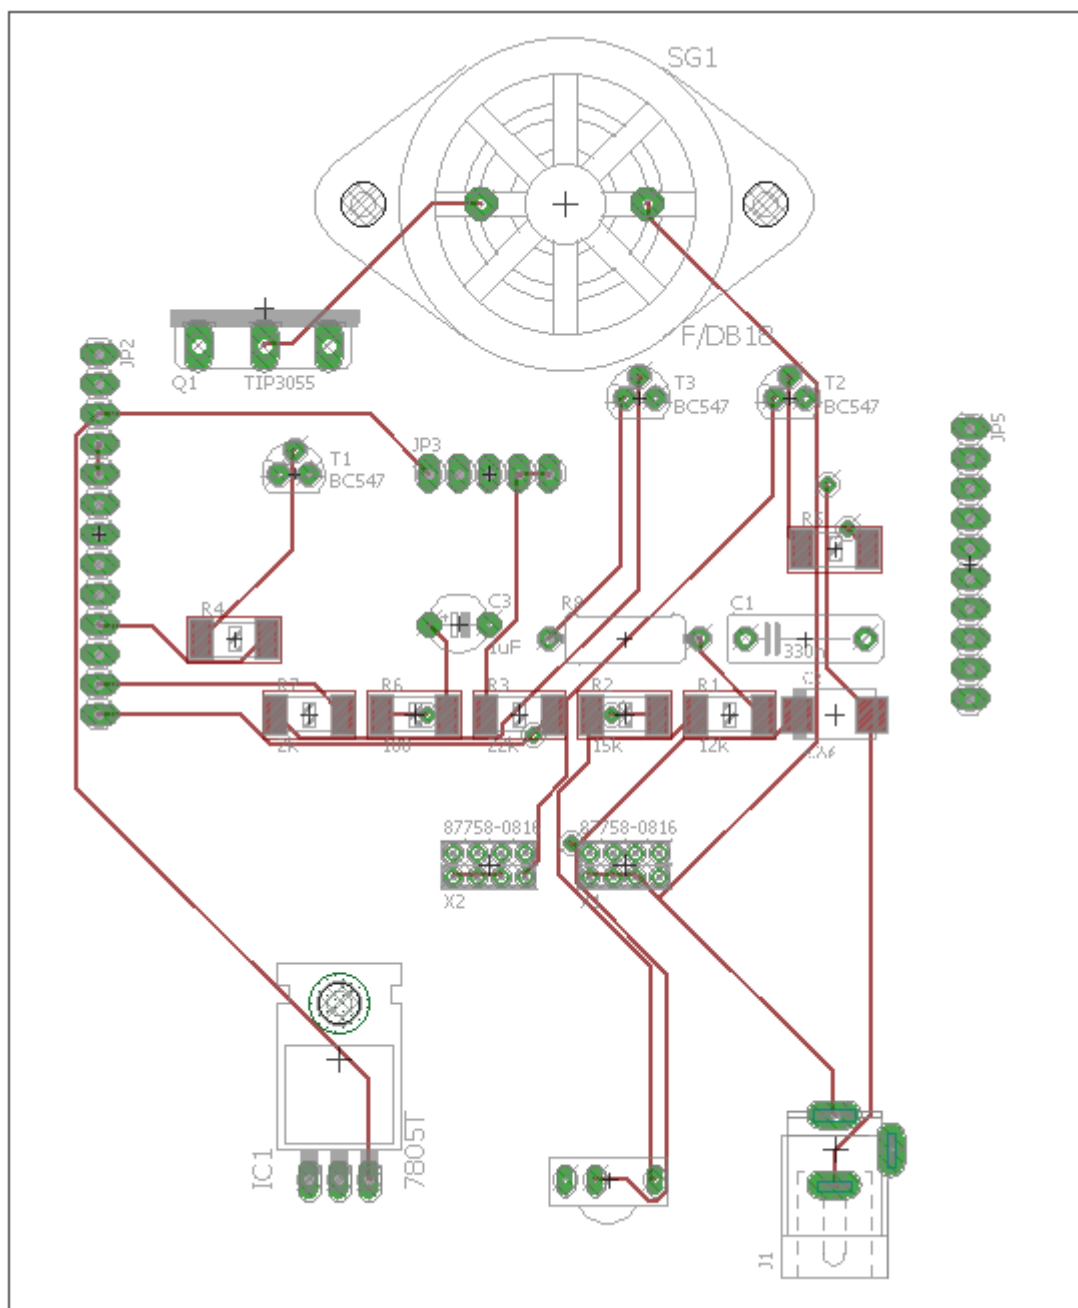 SG1
F/DB18
JP2
Q1 TIP3055
T3
BC547
T2
BC547
JP3
T1
BC547
JP5
R5
R4
C3
1uF
R8
C1
330n
R7
R6
R3
R2
R1
2k
100
22k
15k
12k
87758-0816
87758-0816
X2
IC1
7805T
J1